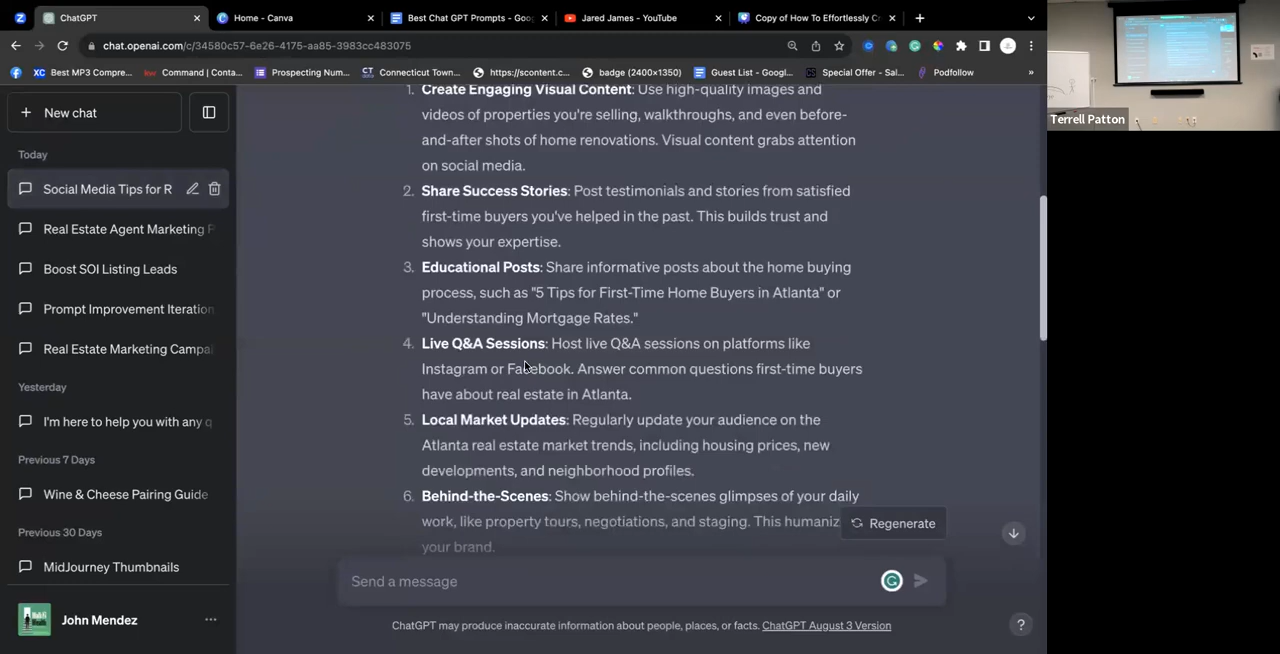 ChatGPT
Home - Canva
Best Chat GPT Prompts - Goo
Jared James - YouTube
Copy of How To Effortlessly C
chat.openai.com/c/34580c57-6e26-4175-aa85-3983cc483075
XC Best MP3 Compre...
Command | Conta...
Prospecting Num...
CT Connecticut Town...
https://scontent.c...
badge (2400×1350)
Guest List - Googl...
Special Offer - Sal...
Podfollow
»
+ New chat
Today
Social Media Tips for R
Real Estate Agent Marketing P
Boost SOI Listing Leads
Prompt Improvement Iteration
Real Estate Marketing Campai
Yesterday
I'm here to help you with any q
Previous 7 Days
Wine & Cheese Pairing Guide
Previous 30 Days
MidJourney Thumbnails
John Mendez
1. Create Engaging Visual Content: Use high-quality images and
videos of properties you're selling, walkthroughs, and even before-
and-after shots of home renovations. Visual content grabs attention
on social media.
2. Share Success Stories: Post testimonials and stories from satisfied
first-time buyers you've helped in the past. This builds trust and
shows your expertise.
3. Educational Posts: Share informative posts about the home buying
process, such as "5 Tips for First-Time Home Buyers in Atlanta" or
"Understanding Mortgage Rates."
4. Live Q&A Sessions: Host live Q&A sessions on platforms like
Instagram or Facebook. Answer common questions first-time buyers
have about real estate in Atlanta.
5. Local Market Updates: Regularly update your audience on the
Atlanta real estate market trends, including housing prices, new
developments, and neighborhood profiles.
6. Behind-the-Scenes: Show behind-the-scenes glimpses of your daily
work, like property tours, negotiations, and staging. This humaniz
your brand.
Regenerate
Send a message
ChatGPT may produce inaccurate information about people, places, or facts. ChatGPT August 3 Version
?
Terrell Patton